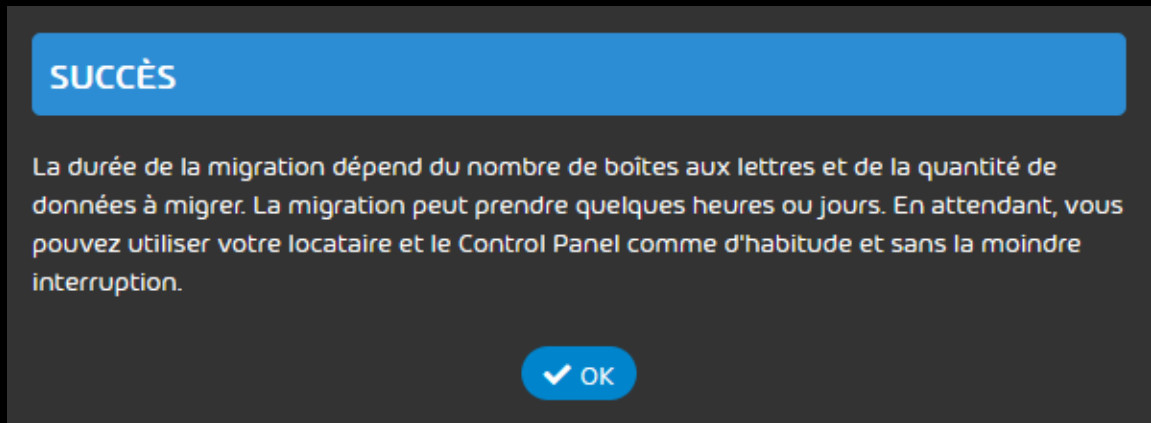 SUCCÈS
La durée de la migration dépend du nombre de boîtes aux lettres et de la quantité de
données à migrer. La migration peut prendre quelques heures ou jours. En attendant, vous
pouvez utiliser votre locataire et le Control Panel comme d'habitude et sans la moindre
interruption.
OK